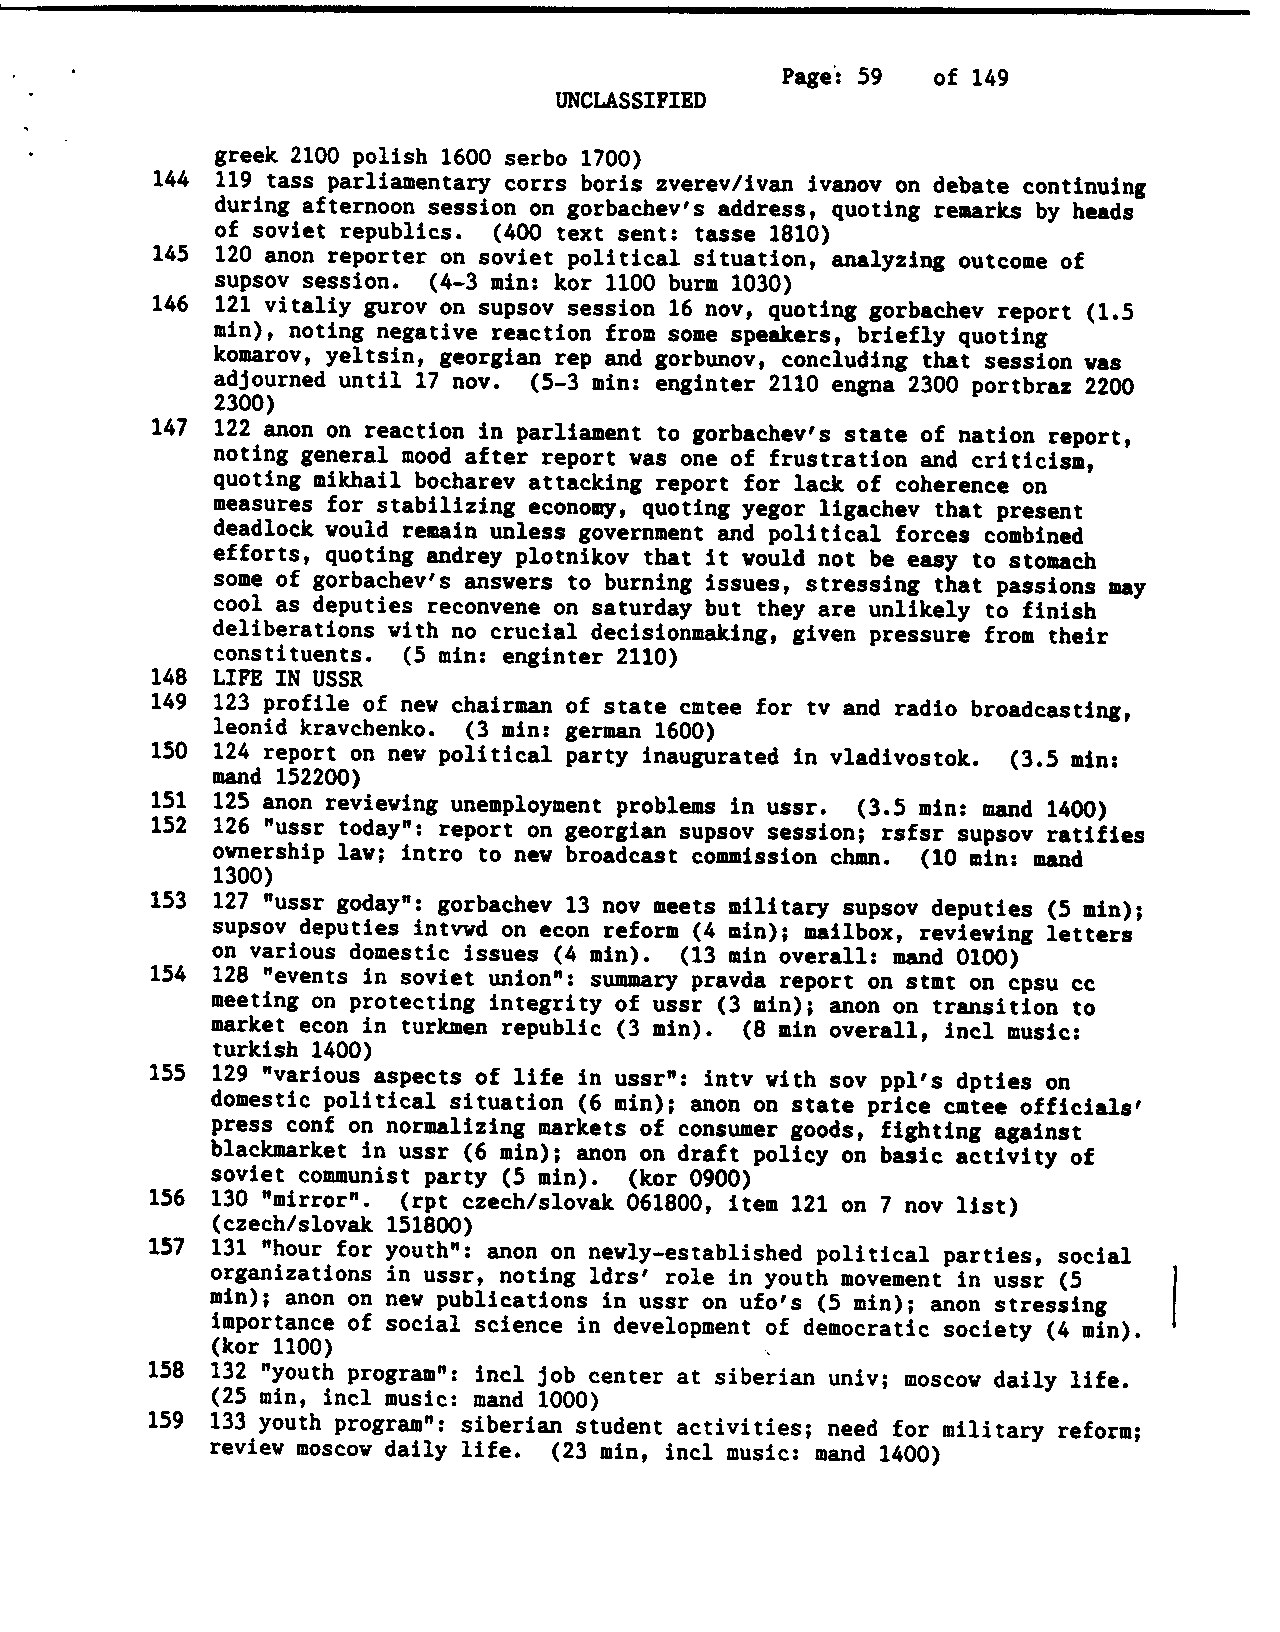 Page: 59 of 149
UNCLASSIFIED
greek 2100 polish 1600 serbo 1700)
144 119 tass parliamentary corrs boris zverev/ivan ivanov on debate continuing
during afternoon session on gorbachev's address, quoting remarks by heads
of soviet republics. (400 text sent: tasse 1810)
145 120 anon reporter on soviet political situation, analyzing outcome of
supsov session. (4-3 min: kor 1100 burm 1030)
146 121 vitaliy gurov on supsov session 16 nov, quoting gorbachev report (1.5
min), noting negative reaction from some speakers, briefly quoting
komarov, yeltsin, georgian rep and gorbunov, concluding that session was
adjourned until 17 nov. (5-3 min: enginter 2110 engna 2300 portbraz 2200
2300)
147 122 anon on reaction in parliament to gorbachev's state of nation report,
noting general mood after report was one of frustration and criticism,
quoting mikhail bocharev attacking report for lack of coherence on
measures for stabilizing economy, quoting yegor ligachev that present
deadlock would remain unless government and political forces combined
efforts, quoting andrey plotnikov that it would not be easy to stomach
some of gorbachev's answers to burning issues, stressing that passions may
cool as deputies reconvene on saturday but they are unlikely to finish
deliberations with no crucial decisionmaking, given pressure from their
constituents. (5 min: enginter 2110)
148 LIFE IN USSR
149 123 profile of new chairman of state cmtee for tv and radio broadcasting,
leonid kravchenko. (3 min: german 1600)
150 124 report on new political party inaugurated in vladivostok. (3.5 min:
mand 152200)
151 125 anon reviewing unemployment problems in ussr. (3.5 min: mand 1400)
152 126 "ussr today": report on georgian supsov session; rsfsr supsov ratifies
ownership law; intro to new broadcast commission chmn. (10 min: mand
1300)
153 127 "ussr goday": gorbachev 13 nov meets military supsov deputies (5 min);
supsov deputies intvwd on econ reform (4 min); mailbox, reviewing letters
on various domestic issues (4 min). (13 min overall: mand 0100)
154 128 "events in soviet union": summary pravda report on stmt on cpsu cc
meeting on protecting integrity of ussr (3 min); anon on transition to
market econ in turkmen republic (3 min). (8 min overall, incl music:
turkish 1400)
155 129 "various aspects of life in ussr": intv with sov ppl's dpties on
domestic political situation (6 min); anon on state price cmtee officials'
press conf on normalizing markets of consumer goods, fighting against
blackmarket in ussr (6 min); anon on draft policy on basic activity of
soviet communist party (5 min). (kor 0900)
156 130 "mirror". (rpt czech/slovak 061800, item 121 on 7 nov list)
(czech/slovak 151800)
157 131 "hour for youth": anon on newly-established political parties, social
organizations in ussr, noting ldrs' role in youth movement in ussr (5
min); anon on new publications in ussr on ufo's (5 min); anon stressing
importance of social science in development of democratic society (4 min).
(kor 1100)
158 132 "youth program": incl job center at siberian univ; moscow daily life.
(25 min, incl music: mand 1000)
159 133 youth program": siberian student activities; need for military reform;
review moscow daily life. (23 min, incl music: mand 1400)